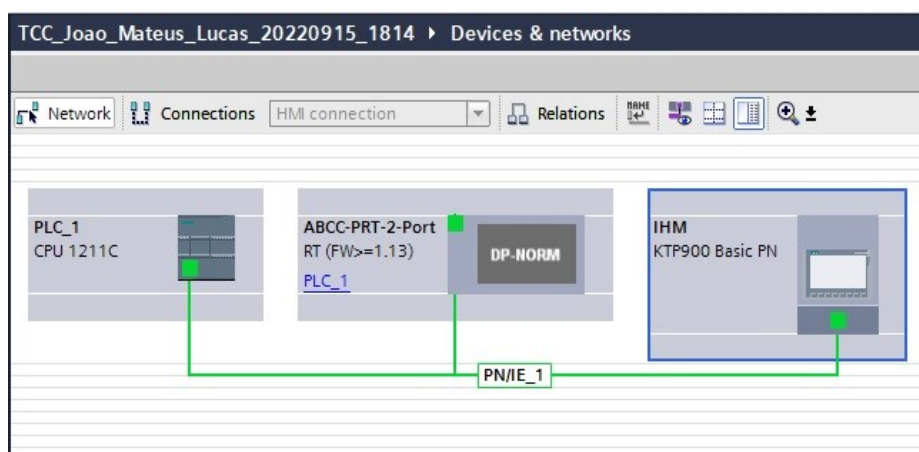 TCC_Joao_Mateus_Lucas_20220915_1814 ▸ Devices & networks
Network Connections HMI connection Relations
PLC_1
CPU 1211C
ABCC-PRT-2-Port
RT (FW>=1.13)
PLC_1
DP-NORM
IHM
KTP900 Basic PN
PN/IE_1